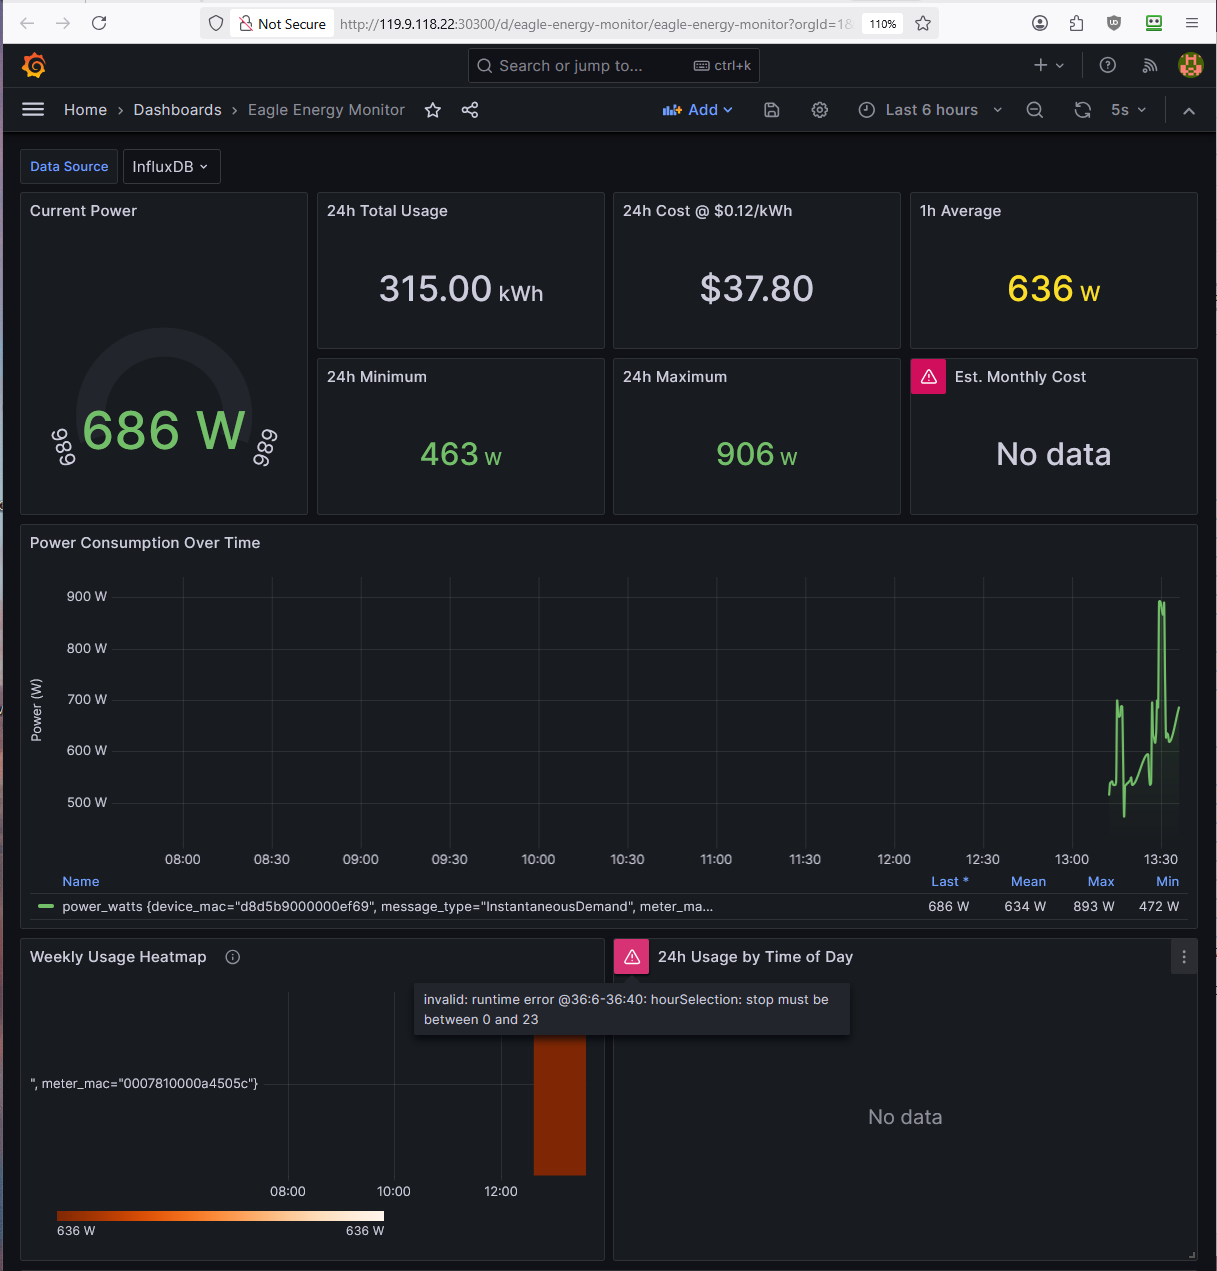 Not Secure
http://119.9.118.22:30300/d/eagle-energy-monitor/eagle-energy-monitor?orgId=1&
110%
Search or jump to...
ctrl+k
Home › Dashboards › Eagle Energy Monitor
Add
Last 6 hours
5s
Data Source
InfluxDB
Current Power
686 W
686
989
24h Total Usage
315.00 kWh
24h Cost @ $0.12/kWh
$37.80
1h Average
636 W
24h Minimum
463 W
24h Maximum
906 W
Est. Monthly Cost
No data
Power Consumption Over Time
Power (W)
900 W
800 W
700 W
600 W
500 W
08:00 08:30 09:00 09:30 10:00 10:30 11:00 11:30 12:00 12:30 13:00 13:30
Name Last * Mean Max Min
power_watts {device_mac="d8d5b9000000ef69", message_type="InstantaneousDemand", meter_ma... 686 W 634 W 893 W 472 W
Weekly Usage Heatmap
", meter_mac="0007810000a4505c"}
08:00 10:00 12:00
636 W 636 W
24h Usage by Time of Day
invalid: runtime error @36:6-36:40: hourSelection: stop must be
between 0 and 23
No data